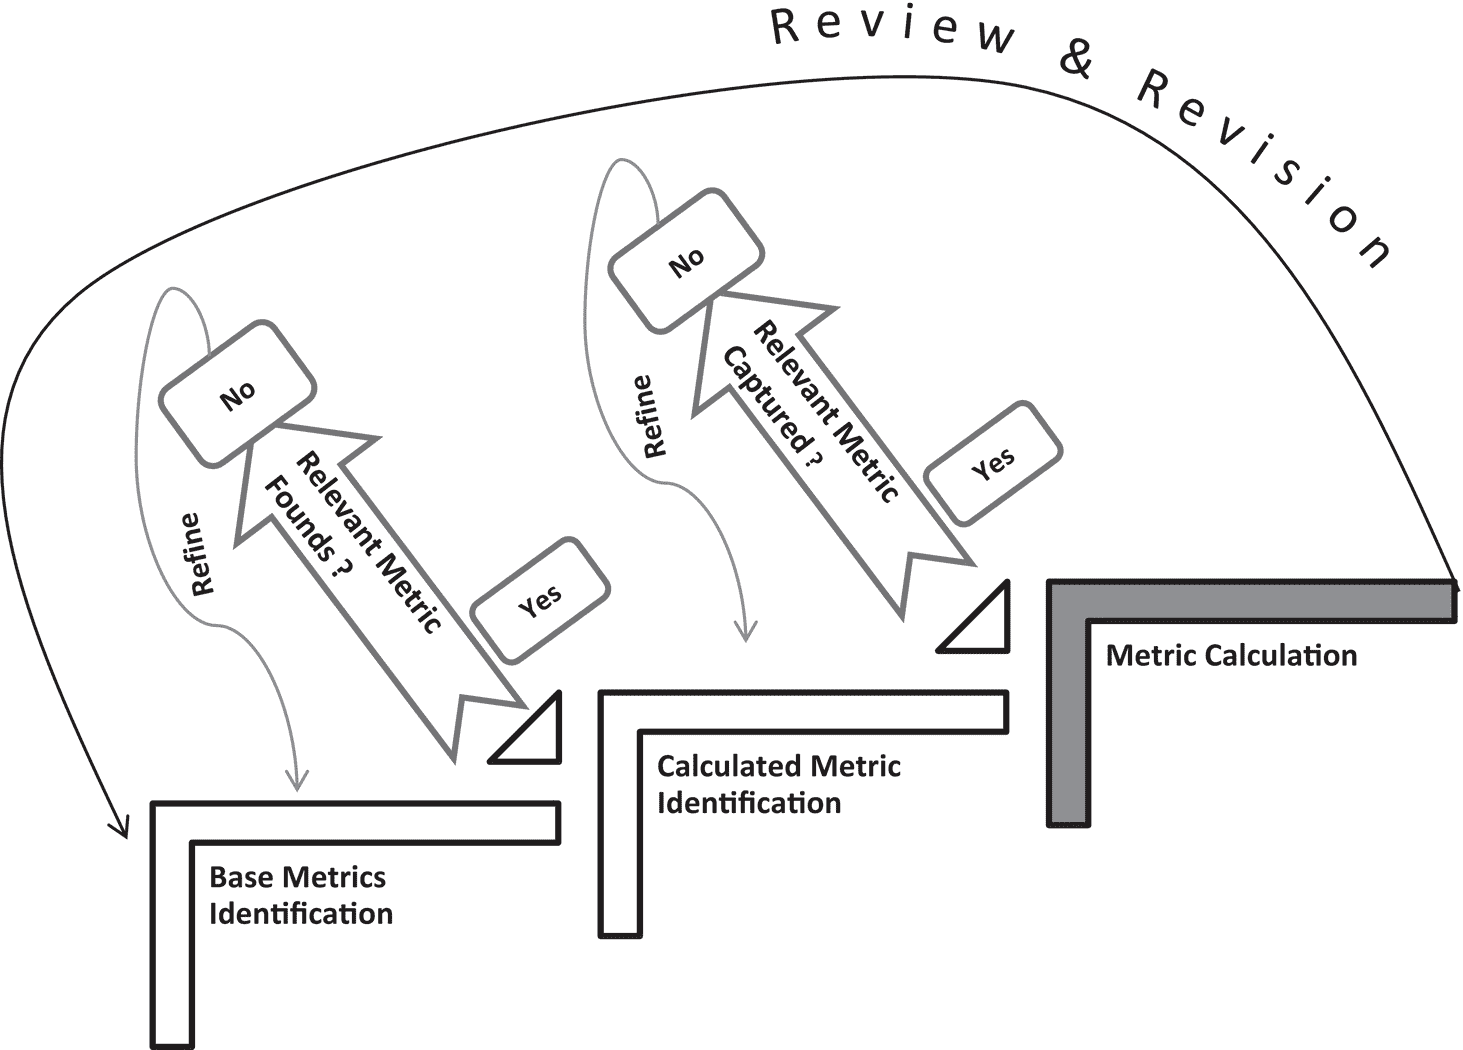 Review & Revision
No
Relevant Metric
Captured ?
Refine
Yes
No
Relevant Metric
Founds ?
Refine
Yes
Metric Calculation
Calculated Metric
Identification
Base Metrics
Identification